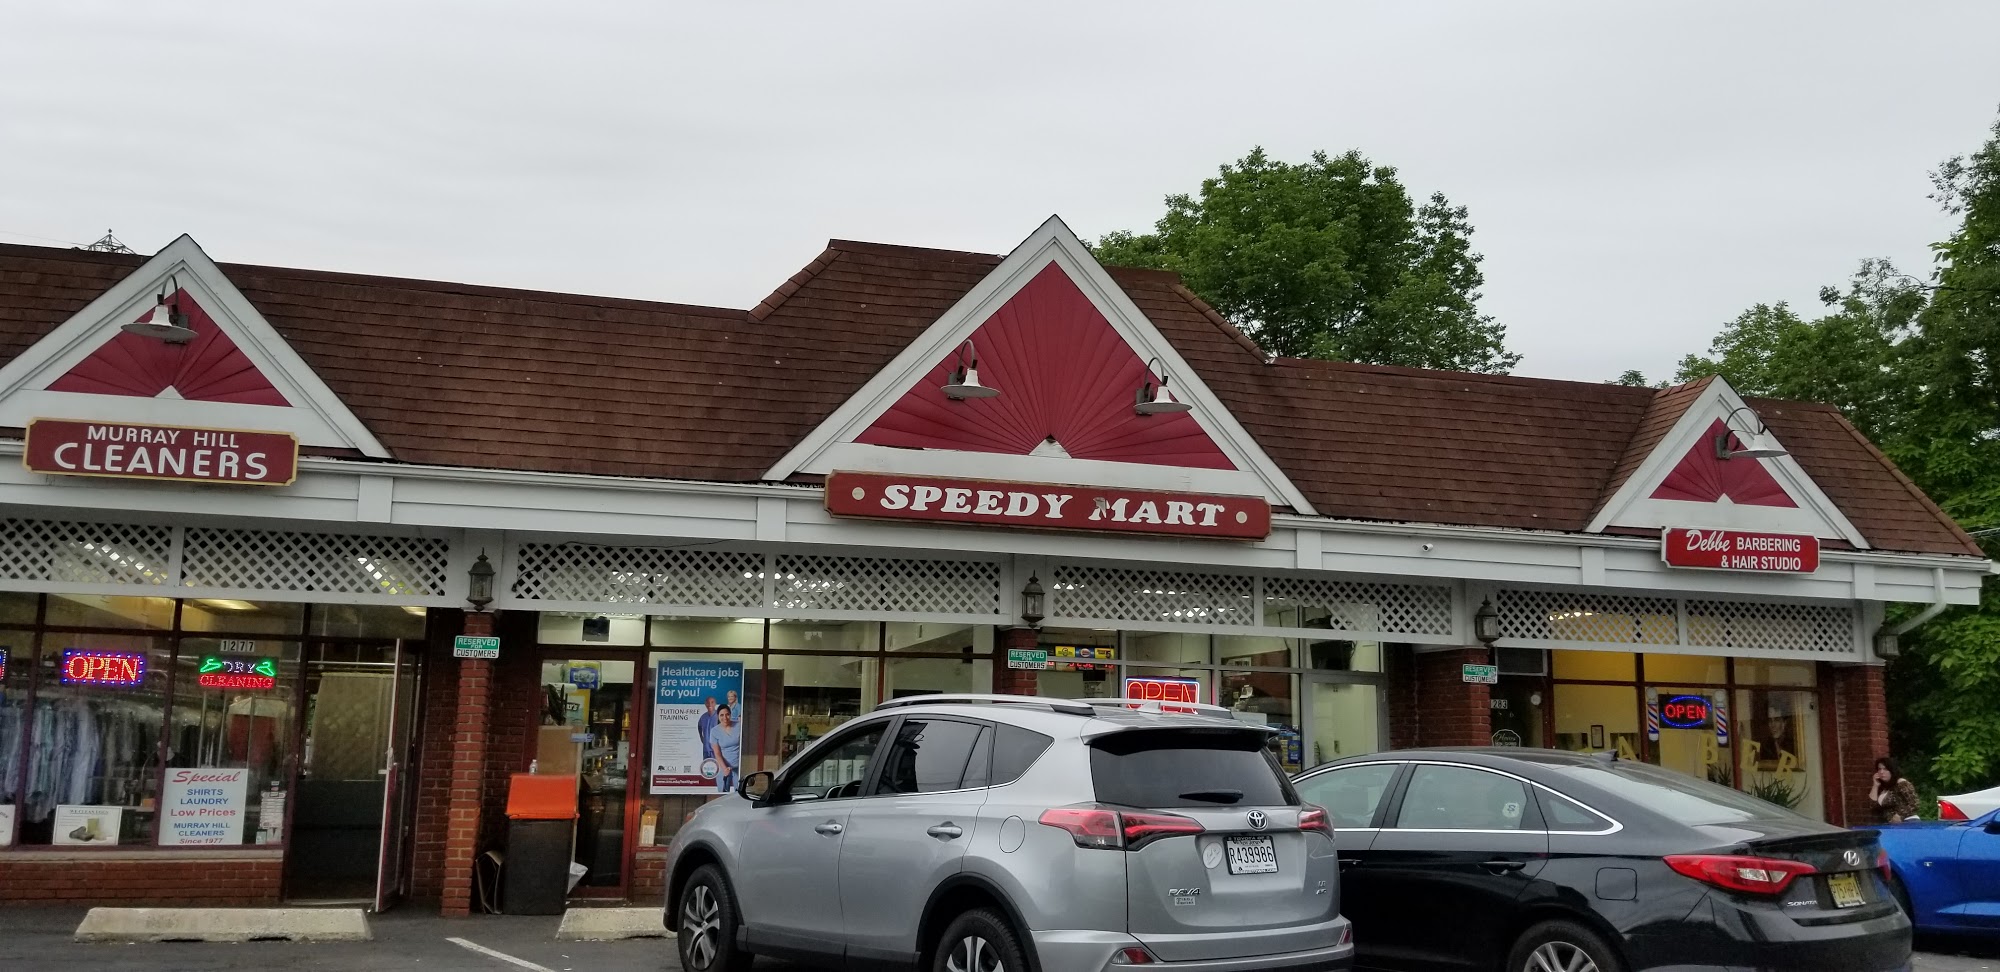 MURRAY HILL
CLEANERS
SPEEDY MART
Debbe BARBERING
& HAIR STUDIO
1277
OPEN
DRY
CLEANING
RESERVED
FOR
CUSTOMERS
Special
SHIRTS
LAUNDRY
Low Prices
MURRAY HILL
CLEANERS
Since 1977
Healthcare jobs
are waiting
for you!
TUITION-FREE
TRAINING
RESERVED
CUSTOMERS
OPEN
RESERVED
CUSTOMERS
OPEN
R439986
RAV4
SONATA